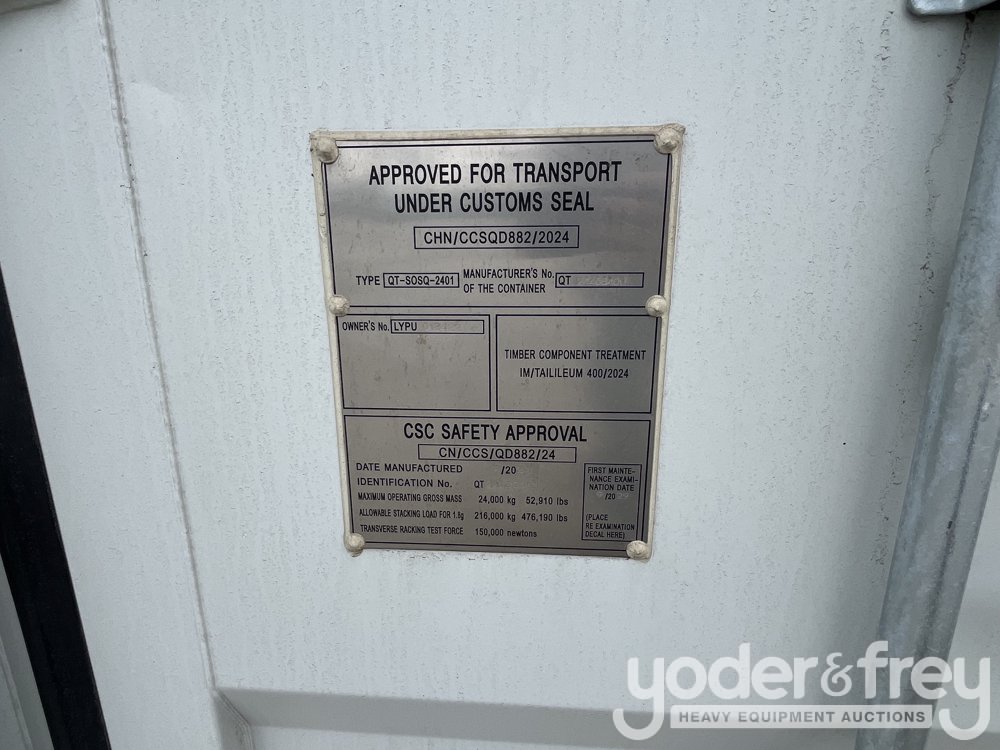 APPROVED FOR TRANSPORT
UNDER CUSTOMS SEAL
CHN/CCSQD882/2024
TYPE QT-SOSQ-2401 MANUFACTURER'S No. OF THE CONTAINER QT
OWNER'S No. LYPU
TIMBER COMPONENT TREATMENT
IM/TAILILEUM 400/2024
CSC SAFETY APPROVAL
CN/CCS/QD882/24
DATE MANUFACTURED /20
IDENTIFICATION No. QT
MAXIMUM OPERATING GROSS MASS 24,000 kg 52,910 lbs
ALLOWABLE STACKING LOAD FOR 1.8g 216,000 kg 476,190 lbs
TRANSVERSE RACKING TEST FORCE 150,000 newtons
FIRST MAINTE-
NANCE EXAMI-
NATION DATE
/20
(PLACE
RE EXAMINATION
DECAL HERE)
yoder&frey
HEAVY EQUIPMENT AUCTIONS